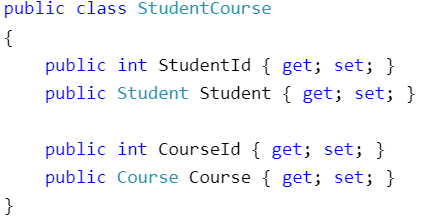 public class StudentCourse
{
    public int StudentId { get; set; }
    public Student Student { get; set; }

    public int CourseId { get; set; }
    public Course Course { get; set; }
}